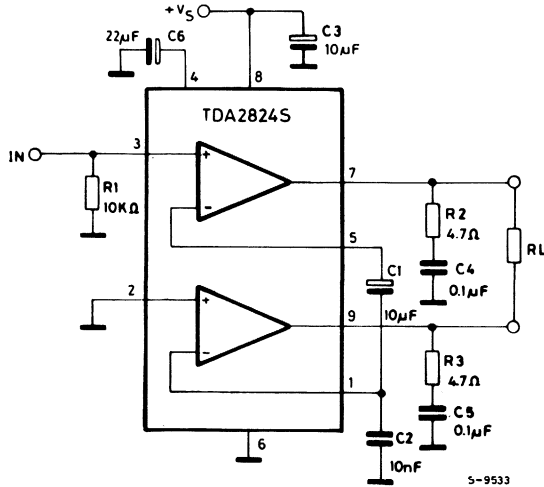 +VS
22µF C6
C3
10µF
4
8
TDA2824S
IN
3
+
7
R1
10KΩ
-
R2
4.7Ω
RL
5
C1
C4
0.1µF
2
+
10µF
9
-
R3
4.7Ω
1
C2
C5
0.1µF
6
10nF
S-9533